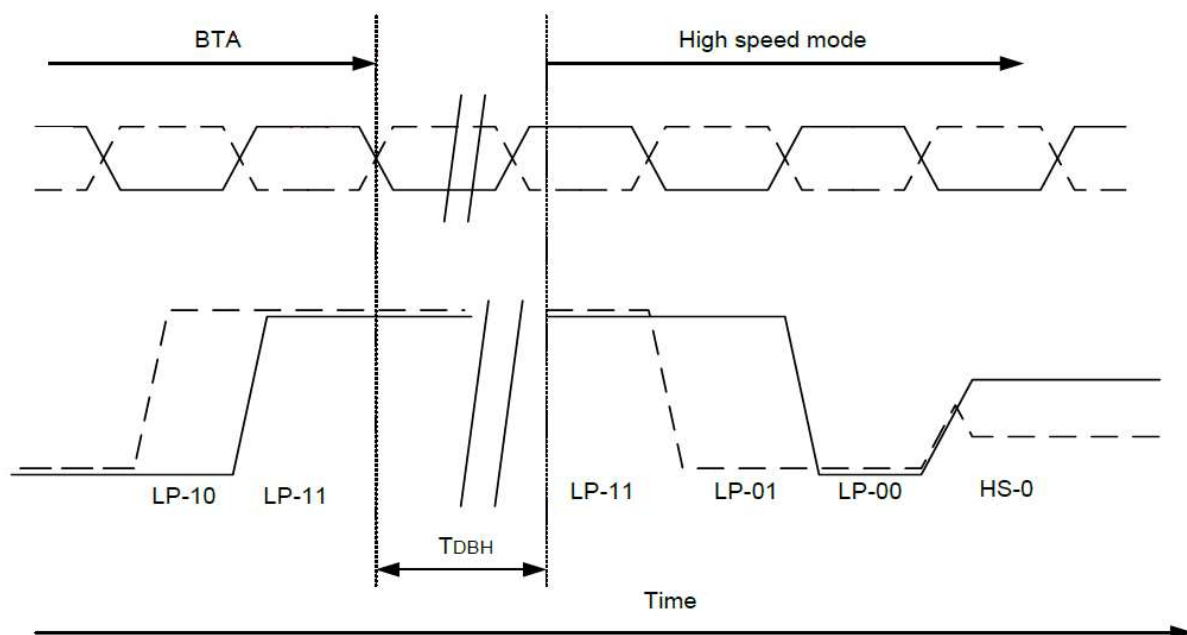 BTA
High speed mode
LP-10
LP-11
LP-11
LP-01
LP-00
HS-0
TDBH
Time